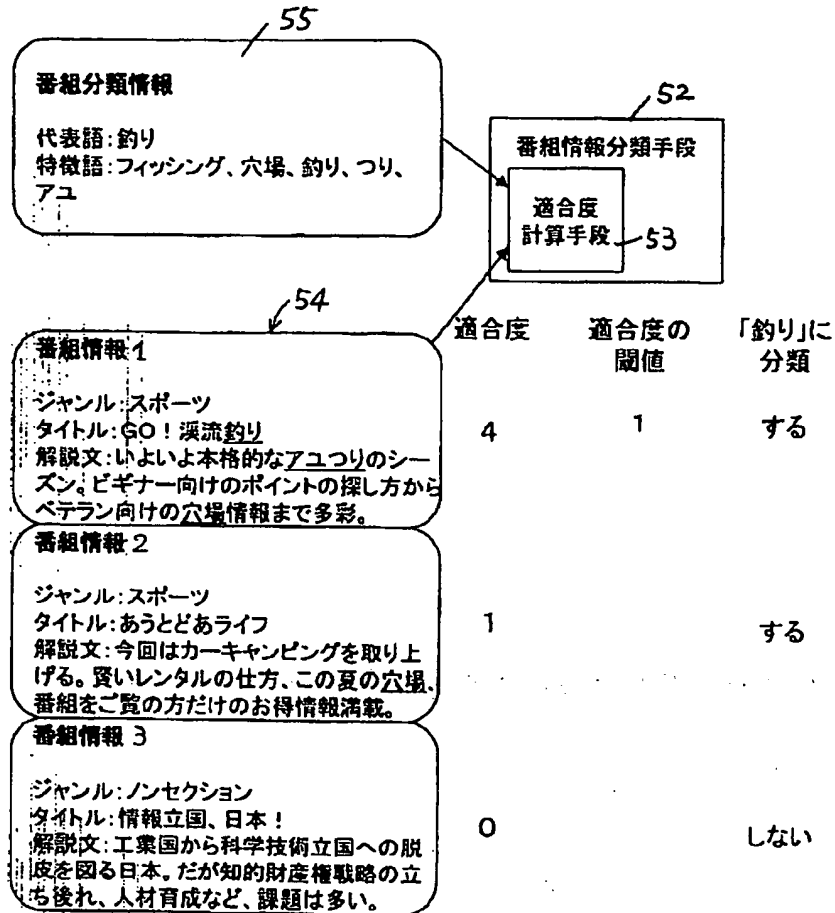 55
番組分類情報
代表語:釣り
特徴語:フィッシング、穴場、釣り、つり、
アユ
52
番組情報分類手段
適合度
計算手段
53
54
適合度
適合度の
閾値
「釣り」に
分類
番組情報 1
ジャンル:スポーツ
タイトル:GO!渓流釣り
解説文:いよいよ本格的なアユつりのシー
ズン。ビギナー向けのポイントの探し方から
ベテラン向けの穴場情報まで多彩。
4
1
する
番組情報 2
ジャンル:スポーツ
タイトル:あうとどあライフ
解説文:今回はカーキャンピングを取り上
げる。賢いレンタルの仕方、この夏の穴場、
番組をご覧の方だけのお得情報満載。
1
する
番組情報 3
ジャンル:ノンセクション
タイトル:情報立国、日本!
解説文:工業国から科学技術立国への脱
皮を図る日本。だが知的財産権戦略の立
ち後れ、人材育成など、課題は多い。
0
しない